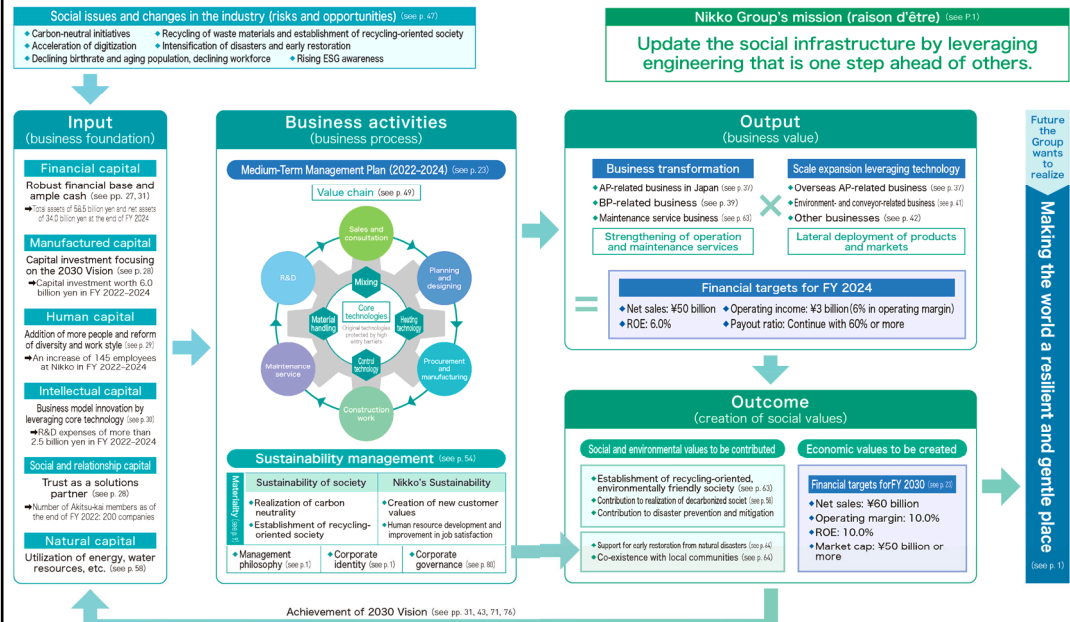 Social issues and changes in the industry (risks and opportunities) (see p. 47)
◆Carbon-neutral initiatives ◆Recycling of waste materials and establishment of recycling-oriented society
◆Acceleration of digitization ◆Intensification of disasters and early restoration
◆Declining birthrate and aging population, declining workforce ◆Rising ESG awareness
Nikko Group's mission (raison d'être) (see P.1)
Update the social infrastructure by leveraging
engineering that is one step ahead of others.
Input
(business foundation)
Financial capital
Robust financial base and
ample cash (see pp. 27, 31)
➡Total assets of 58.5 billion yen and net assets
of 34.0 billion yen at the end of FY 2024
Manufactured capital
Capital investment focusing
on the 2030 Vision (see p. 28)
➡Capital investment worth 6.0
billion yen in FY 2022–2024
Human capital
Addition of more people and reform
of diversity and work style (see p. 29)
➡An increase of 145 employees
at Nikko in FY 2022–2024
Intellectual capital
Business model innovation by
leveraging core technology (see p. 30)
➡R&D expenses of more than
2.5 billion yen in FY 2022–2024
Social and relationship capital
Trust as a solutions
partner (see p. 28)
➡Number of Akitsu-kai members as of
the end of FY 2022: 200 companies
Natural capital
Utilization of energy, water
resources, etc. (see p. 58)
Business activities
(business process)
Medium-Term Management Plan (2022–2024) (see p. 23)
Value chain (see p. 49)
Sales and
consultation
Planning
and
designing
Procurement
and
manufacturing
Construction
work
Maintenance
service
R&D
Mixing
Heating
technology
Control
technology
Material
handling
Core
technologies
Original technologies
protected by high
entry barriers
Sustainability management (see p. 54)
Materiality
Sustainability of society
◆Realization of carbon
neutrality
◆Establishment of recycling-
oriented society
Nikko's Sustainability
◆Creation of new customer
values
◆Human resource development and
improvement in job satisfaction
◆Management
philosophy (see p.1)
◆Corporate
identity (see p. 1)
◆Corporate
governance (see p. 80)
Output
(business value)
Business transformation
◆AP-related business in Japan (see p. 37)
◆BP-related business (see p. 39)
◆Maintenance service business (see p. 63)
Strengthening of operation
and maintenance services
×
Scale expansion leveraging technology
◆Overseas AP-related business (see p. 37)
◆Environment- and conveyor-related business (see p. 41)
◆Other businesses (see p. 42)
Lateral deployment of products
and markets
=
Financial targets for FY 2024
◆Net sales: ¥50 billion ◆Operating income: ¥3 billion(6% in operating margin)
◆ROE: 6.0% ◆Payout ratio: Continue with 60% or more
Outcome
(creation of social values)
Social and environmental values to be contributed
◆Establishment of recycling-oriented,
environmentally friendly society (see p. 63)
◆Contribution to realization of decarbonized societ (see p. 56)
◆Contribution to disaster prevention and mitigation
◆Support for early restoration from natural disasters (see p. 44)
◆Co-existence with local communities (see p. 64)
Economic values to be created
Financial targets forFY 2030 (see p. 23)
◆Net sales: ¥60 billion
◆Operating margin: 10.0%
◆ROE: 10.0%
◆Market cap: ¥50 billion or
more
Future
the
Group
wants
to
realize
Making the world a resilient and gentle place
(see p. 1)
Achievement of 2030 Vision (see pp. 31, 43, 71, 76)